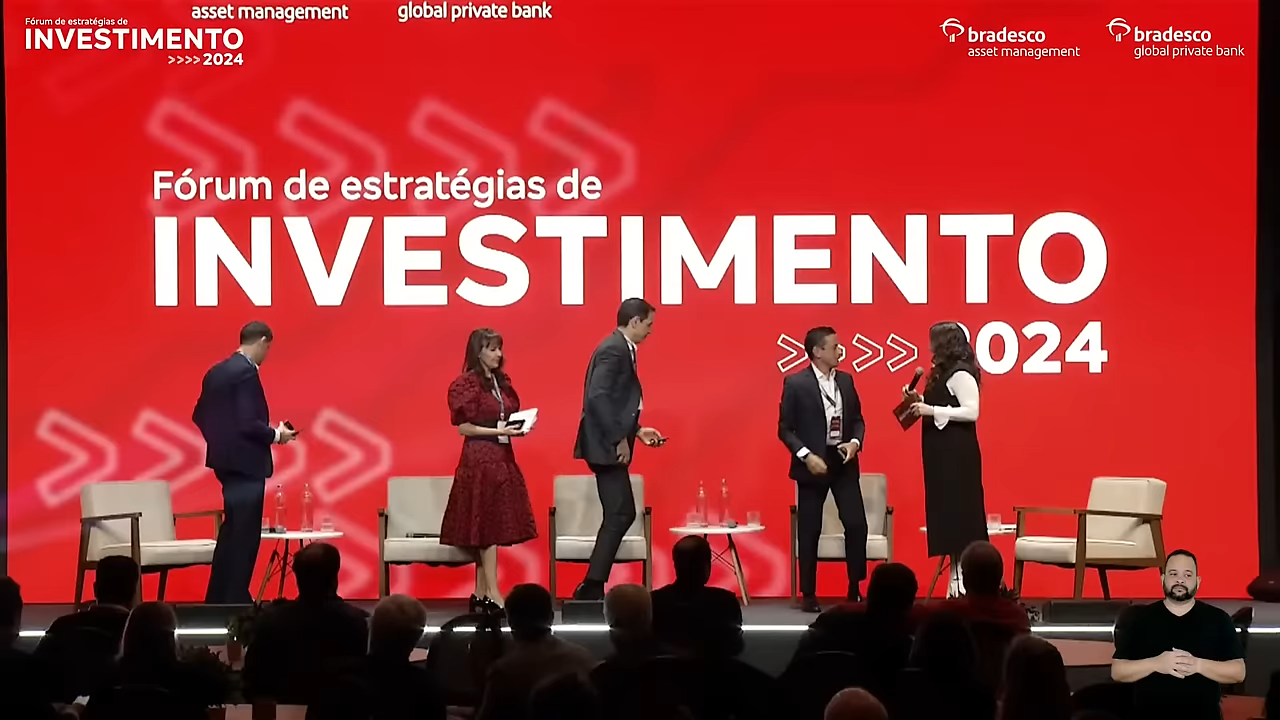 asset management global private bank
Fórum de estratégias de
INVESTIMENTO
>>>> 2024
bradesco
asset management
bradesco
global private bank
Fórum de estratégias de
INVESTIMENTO
>>>> 2024